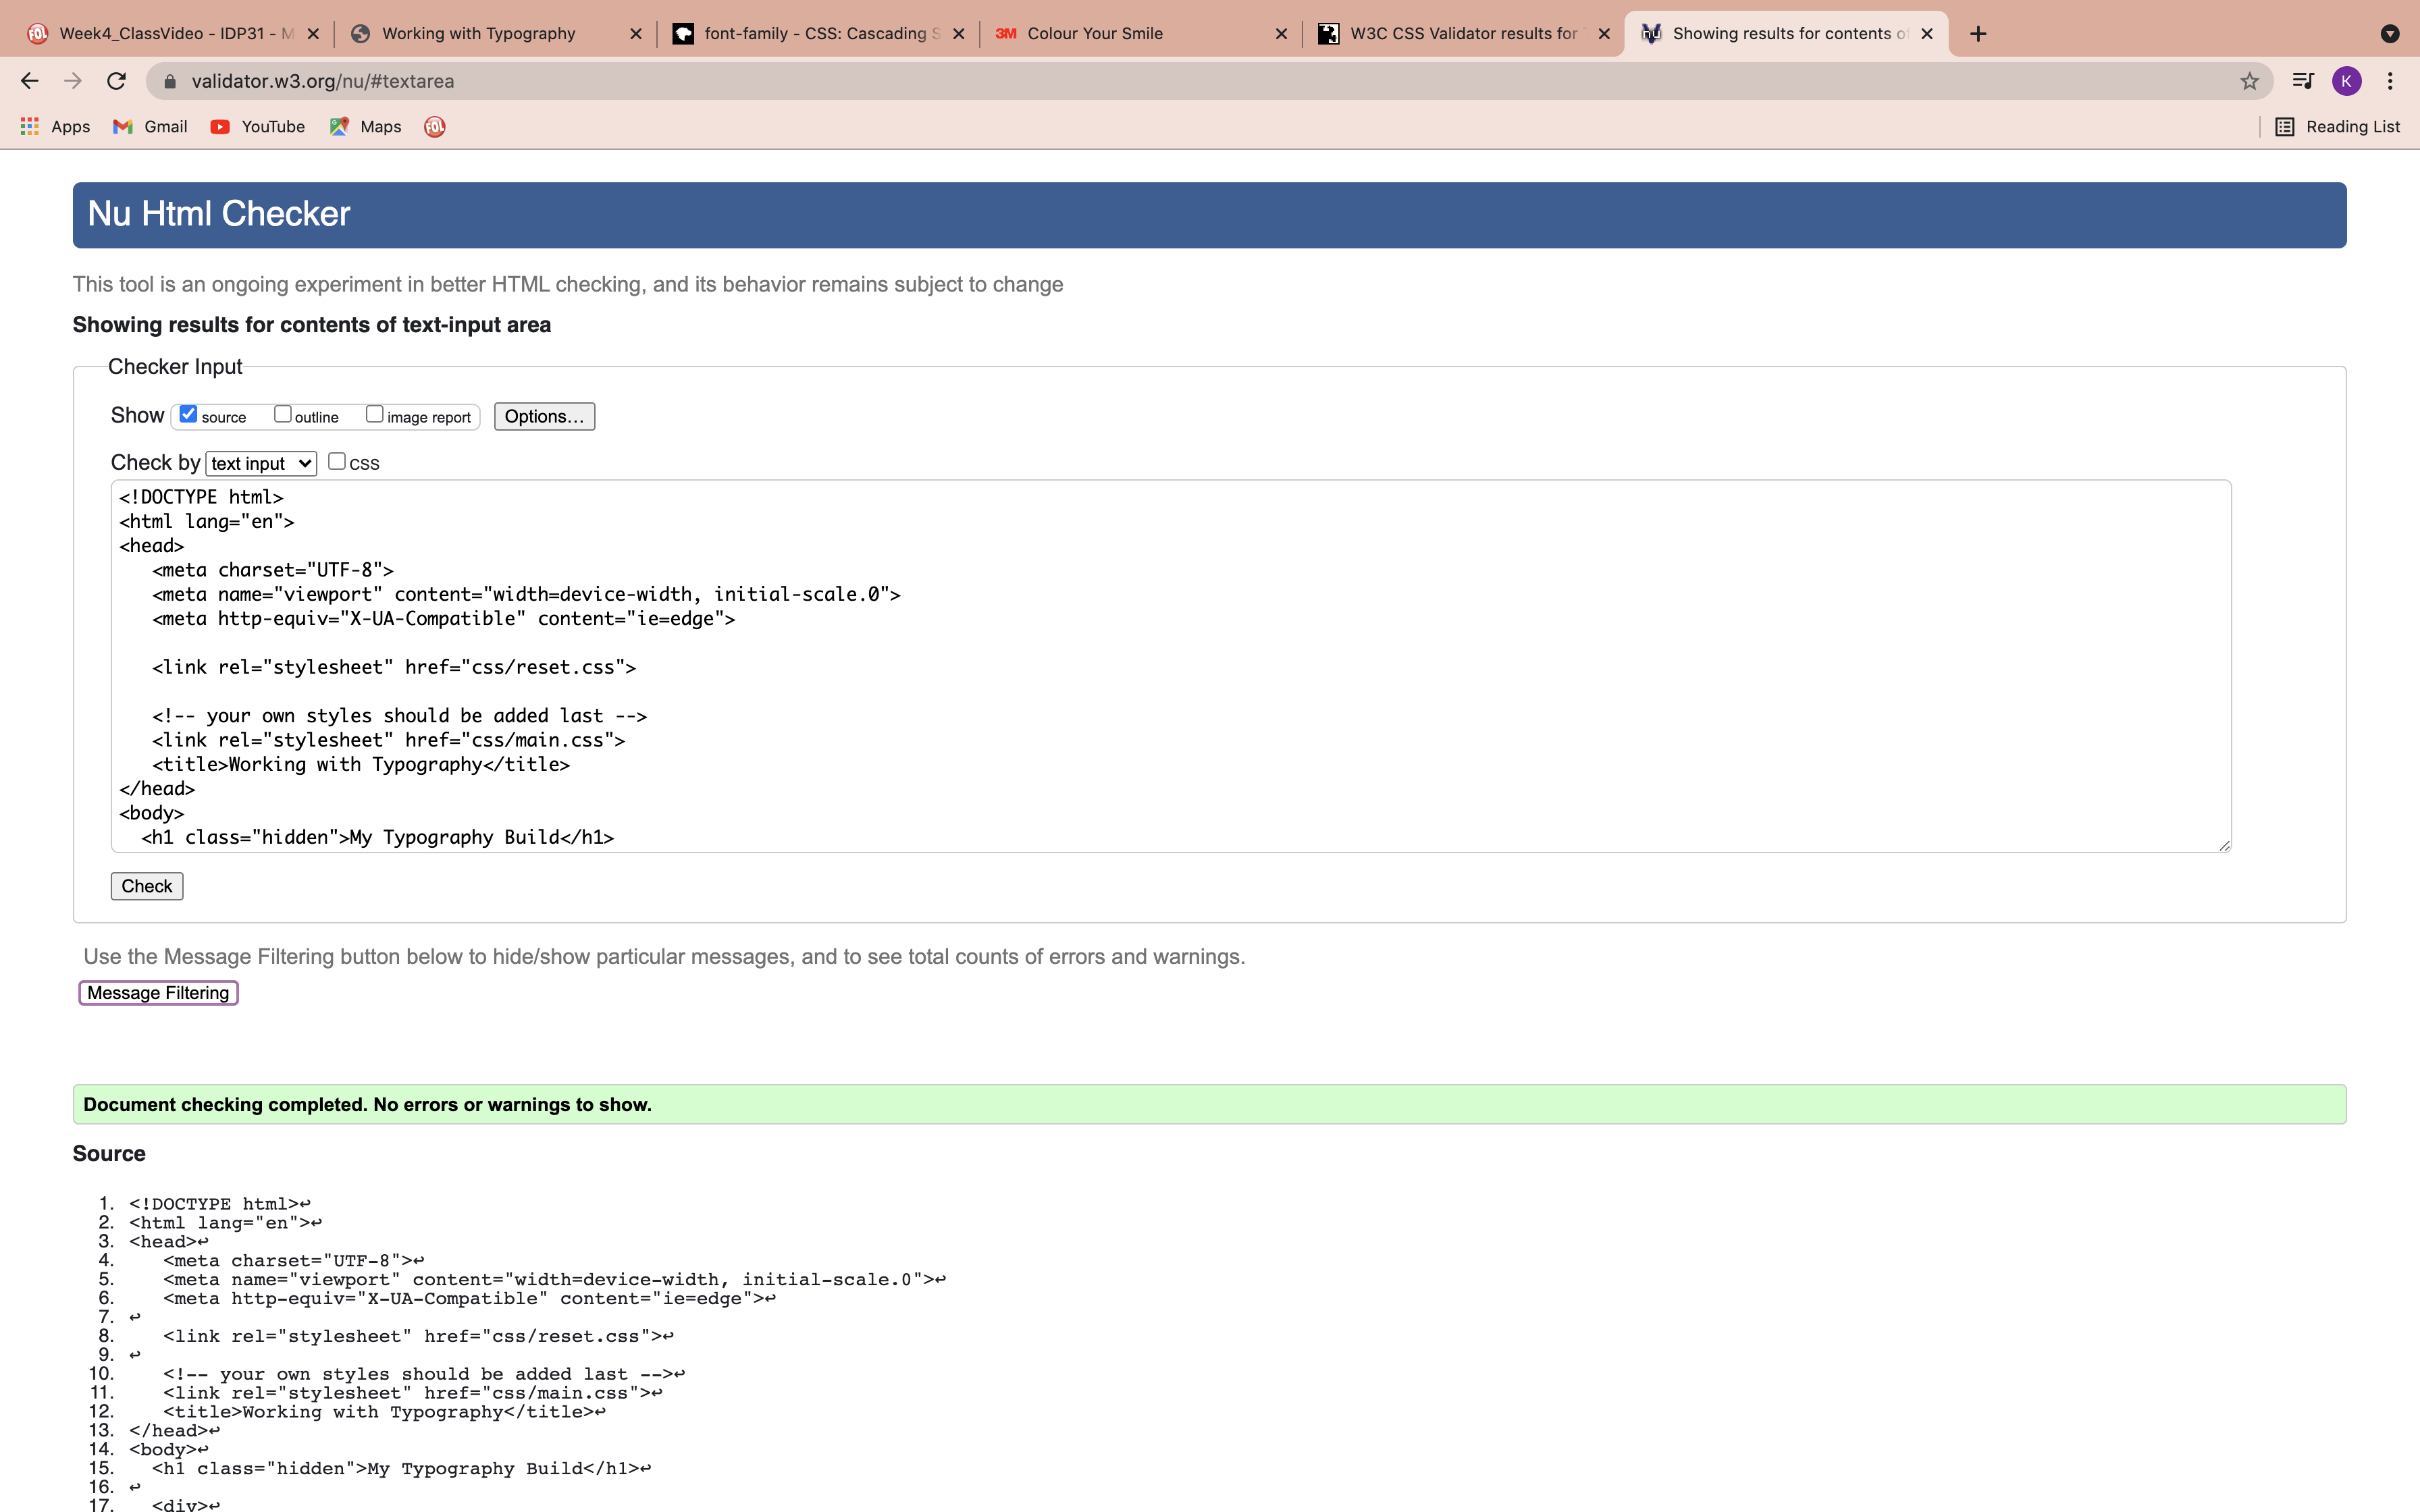 FOL Week4_ClassVideo - IDP31 - M
Working with Typography
font-family - CSS: Cascading S
3M Colour Your Smile
W3C CSS Validator results for
nu Showing results for contents of
validator.w3.org/nu/#textarea
K
Apps
Gmail
YouTube
Maps
FOL
Reading List
Nu Html Checker
This tool is an ongoing experiment in better HTML checking, and its behavior remains subject to change
Showing results for contents of text-input area
Checker Input
Show source outline image report Options...
Check by text input CSS
<!DOCTYPE html>
<html lang="en">
<head>
<meta charset="UTF-8">
<meta name="viewport" content="width=device-width, initial-scale.0">
<meta http-equiv="X-UA-Compatible" content="ie=edge">
<link rel="stylesheet" href="css/reset.css">
<!-- your own styles should be added last -->
<link rel="stylesheet" href="css/main.css">
<title>Working with Typography</title>
</head>
<body>
<h1 class="hidden">My Typography Build</h1>
Check
Use the Message Filtering button below to hide/show particular messages, and to see total counts of errors and warnings.
Message Filtering
Document checking completed. No errors or warnings to show.
Source
1. <!DOCTYPE html>↩
2. <html lang="en">↩
3. <head>↩
4. <meta charset="UTF-8">↩
5. <meta name="viewport" content="width=device-width, initial-scale.0">↩
6. <meta http-equiv="X-UA-Compatible" content="ie=edge">↩
7. ↩
8. <link rel="stylesheet" href="css/reset.css">↩
9. ↩
10. <!-- your own styles should be added last -->↩
11. <link rel="stylesheet" href="css/main.css">↩
12. <title>Working with Typography</title>↩
13. </head>↩
14. <body>↩
15. <h1 class="hidden">My Typography Build</h1>↩
16. ↩
17. <div>↩